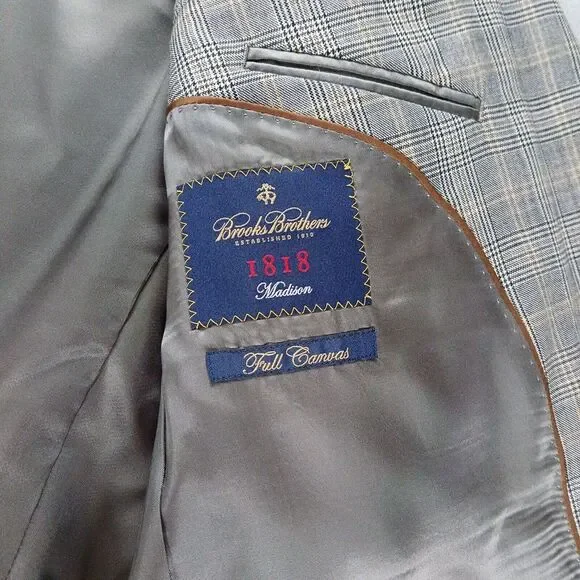 Brooks Brothers
ESTABLISHED 1818
1818
Madison
Full Canvas